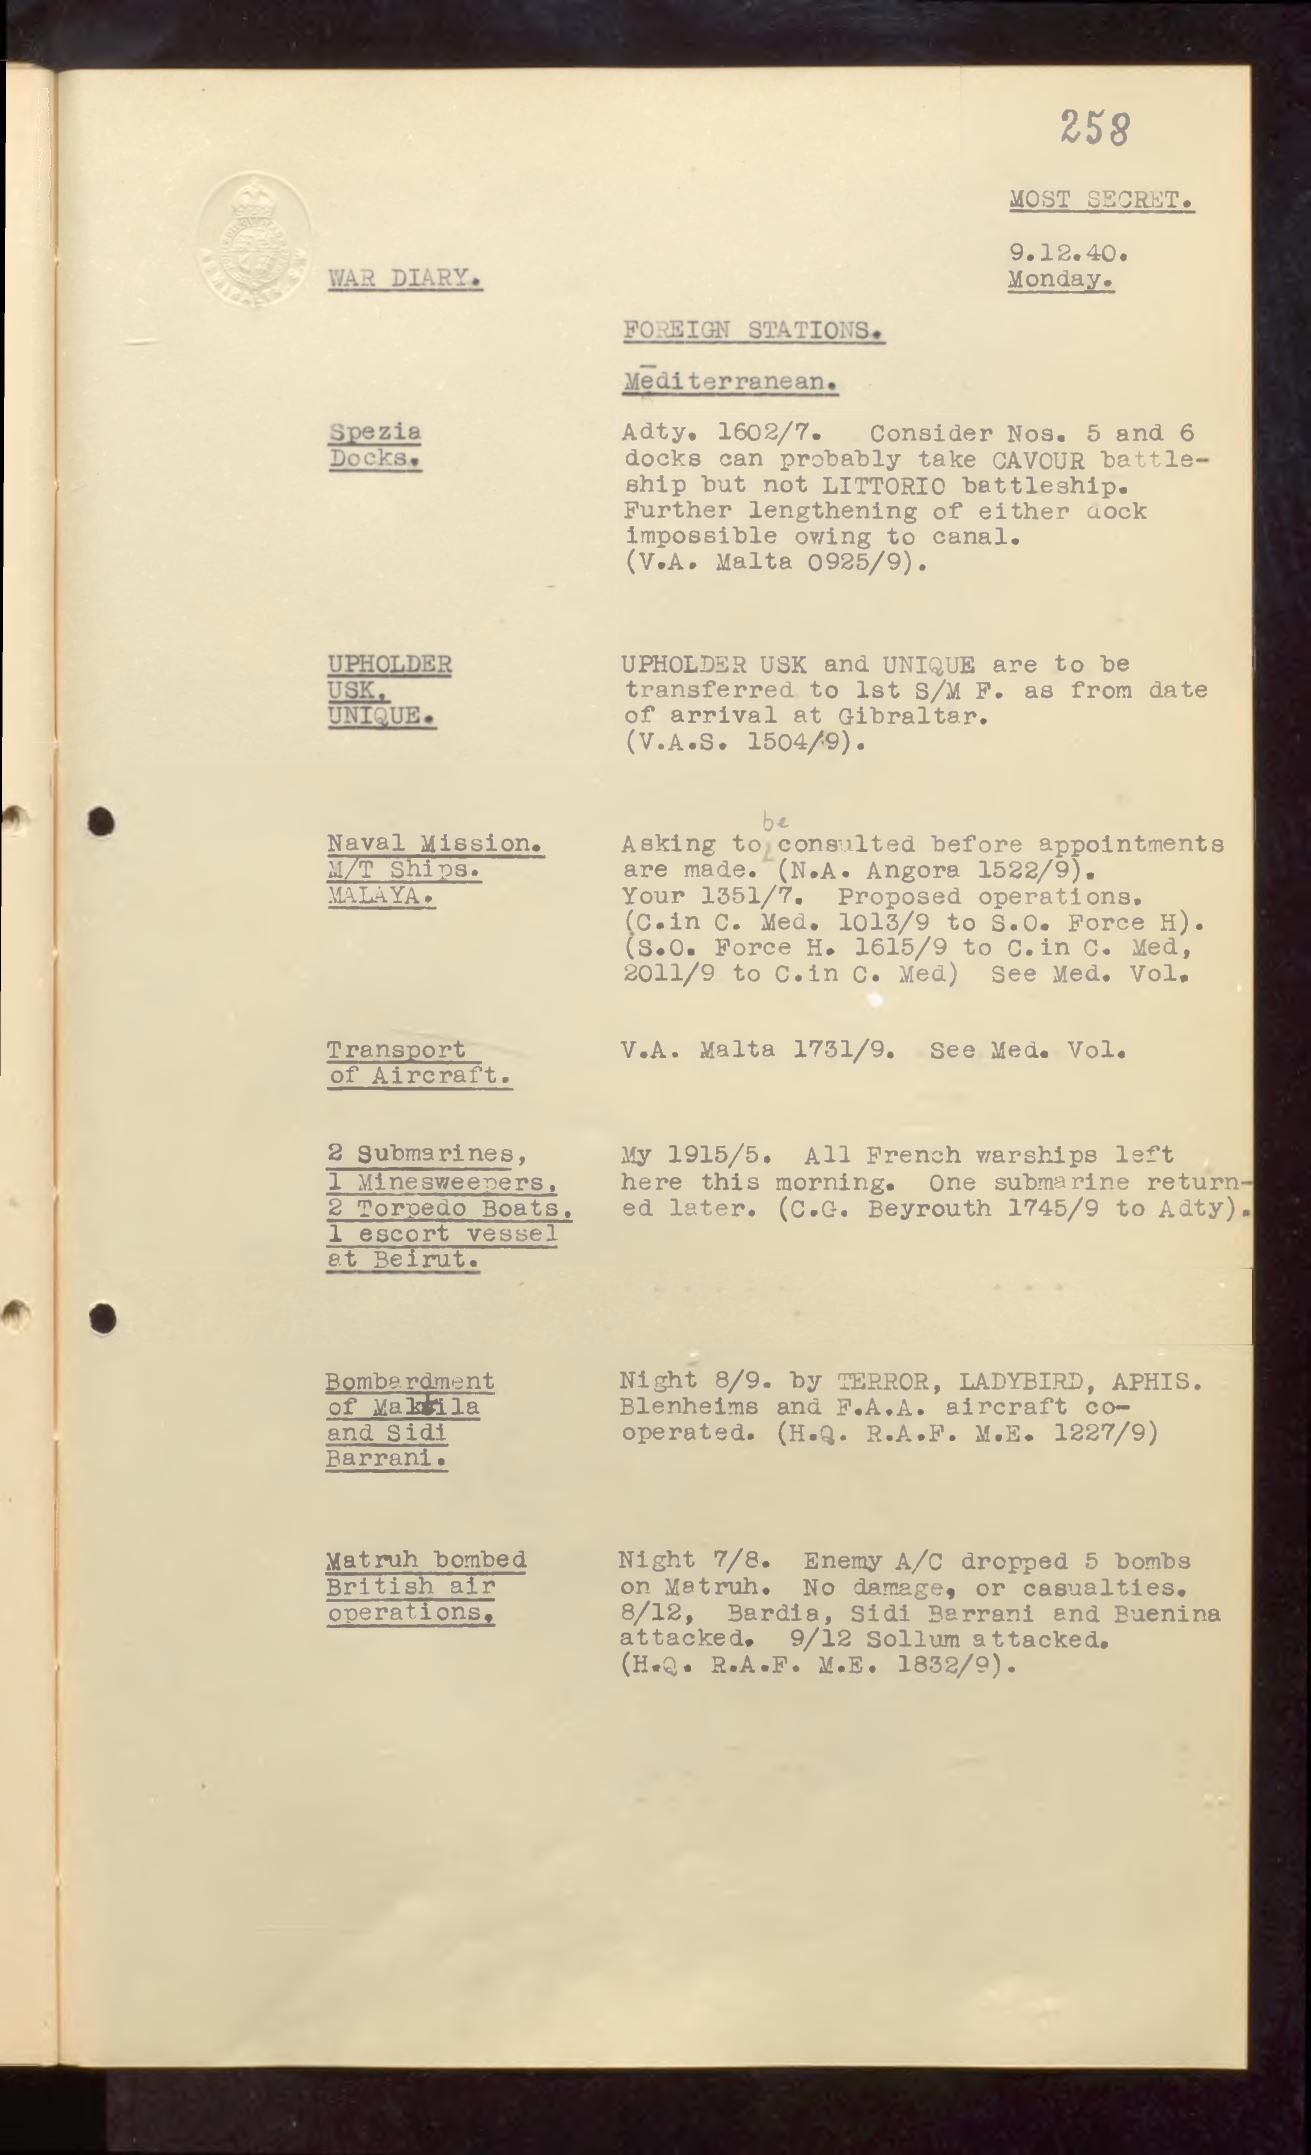 258
MOST SECRET.
9.12.40.
Monday.
WAR DIARY.
FOREIGN STATIONS.
Mediterranean.
Spezia
Docks.
Adty. 1602/7. Consider Nos. 5 and 6
docks can probably take CAVOUR battle-
ship but not LITTORIO battleship.
Further lengthening of either dock
impossible owing to canal.
(V.A. Malta 0925/9).
UPHOLDER
USK.
UNIQUE.
UPHOLDER USK and UNIQUE are to be
transferred to 1st S/M F. as from date
of arrival at Gibraltar.
(V.A.S. 1504/9).
Naval Mission.
M/T Ships.
MALAYA.
Asking to be consulted before appointments
are made. (N.A. Angora 1522/9).
Your 1351/7. Proposed operations.
(C.in C. Med. 1013/9 to S.O. Force H).
(S.O. Force H. 1615/9 to C.in C. Med,
2011/9 to C.in C. Med) See Med. Vol.
Transport
of Aircraft.
V.A. Malta 1731/9. See Med. Vol.
2 Submarines,
1 Minesweepers,
2 Torpedo Boats,
1 escort vessel
at Beirut.
My 1915/5. All French warships left
here this morning. One submarine return-
ed later. (C.G. Beyrouth 1745/9 to Adty).
Bombardment
of Maktila
and Sidi
Barrani.
Night 8/9. by TERROR, LADYBIRD, APHIS.
Blenheims and F.A.A. aircraft co-
operated. (H.Q. R.A.F. M.E. 1227/9)
Matruh bombed
British air
operations.
Night 7/8. Enemy A/C dropped 5 bombs
on Matruh. No damage, or casualties.
8/12, Bardia, Sidi Barrani and Buenina
attacked. 9/12 Sollum attacked.
(H.Q. R.A.F. M.E. 1832/9).